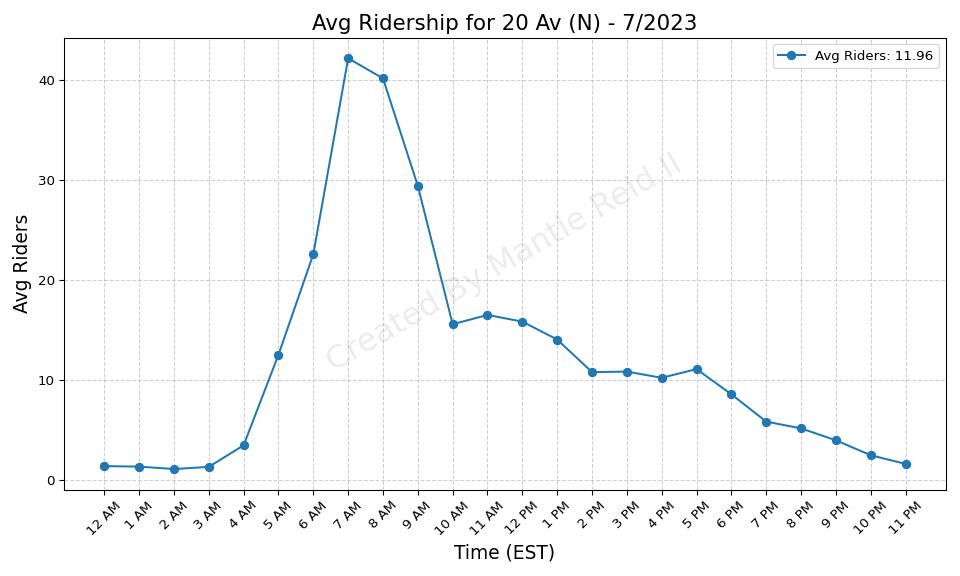 Avg Ridership for 20 Av (N) - 7/2023
Avg Riders: 11.96
Avg Riders
40
30
20
10
0
Created By Mantie Reid II
12 AM
1 AM
2 AM
3 AM
4 AM
5 AM
6 AM
7 AM
8 AM
9 AM
10 AM
11 AM
12 PM
1 PM
2 PM
3 PM
4 PM
5 PM
6 PM
7 PM
8 PM
9 PM
10 PM
11 PM
Time (EST)